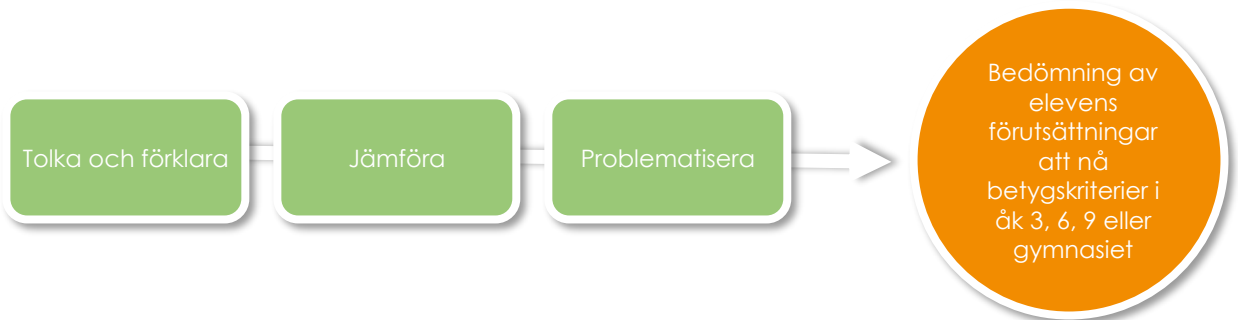 Tolka och förklara
Jämföra
Problematisera
Bedömning av
elevens
förutsättningar
att nå
betygskriterier i
åk 3, 6, 9 eller
gymnasiet